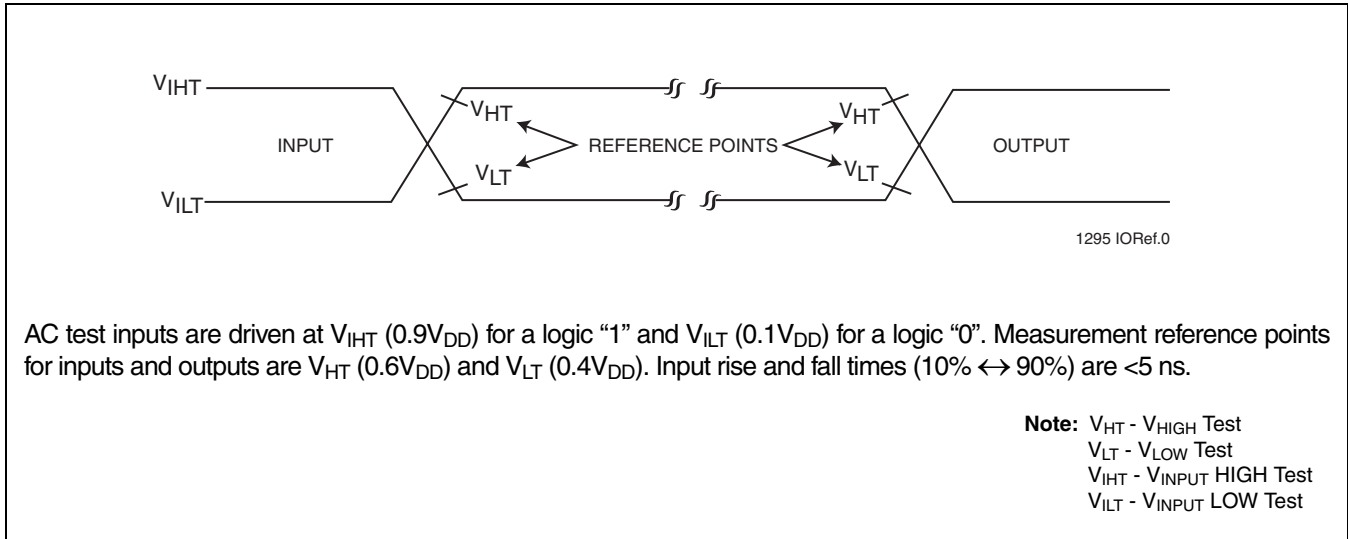 VIHT
VHT
VHT
INPUT
REFERENCE POINTS
OUTPUT
VLT
VLT
VILT
1295 IORef.0
AC test inputs are driven at VIHT (0.9VDD) for a logic “1” and VILT (0.1VDD) for a logic “0”. Measurement reference points
for inputs and outputs are VHT (0.6VDD) and VLT (0.4VDD). Input rise and fall times (10% ↔ 90%) are <5 ns.
Note: VHT - VHIGH Test
VLT - VLOW Test
VIHT - VINPUT HIGH Test
VILT - VINPUT LOW Test